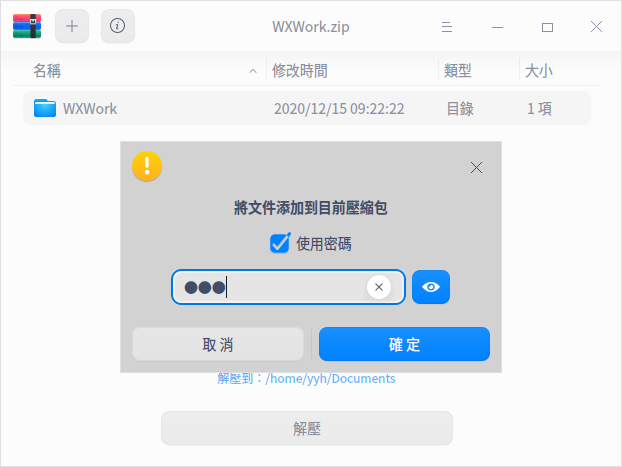 WXWork.zip
名稱 修改時間 類型 大小
WXWork 2020/12/15 09:22:22 目錄 1 項
將文件添加到目前壓縮包
使用密碼
取消 確定
解壓到：/home/yyh/Documents
解壓